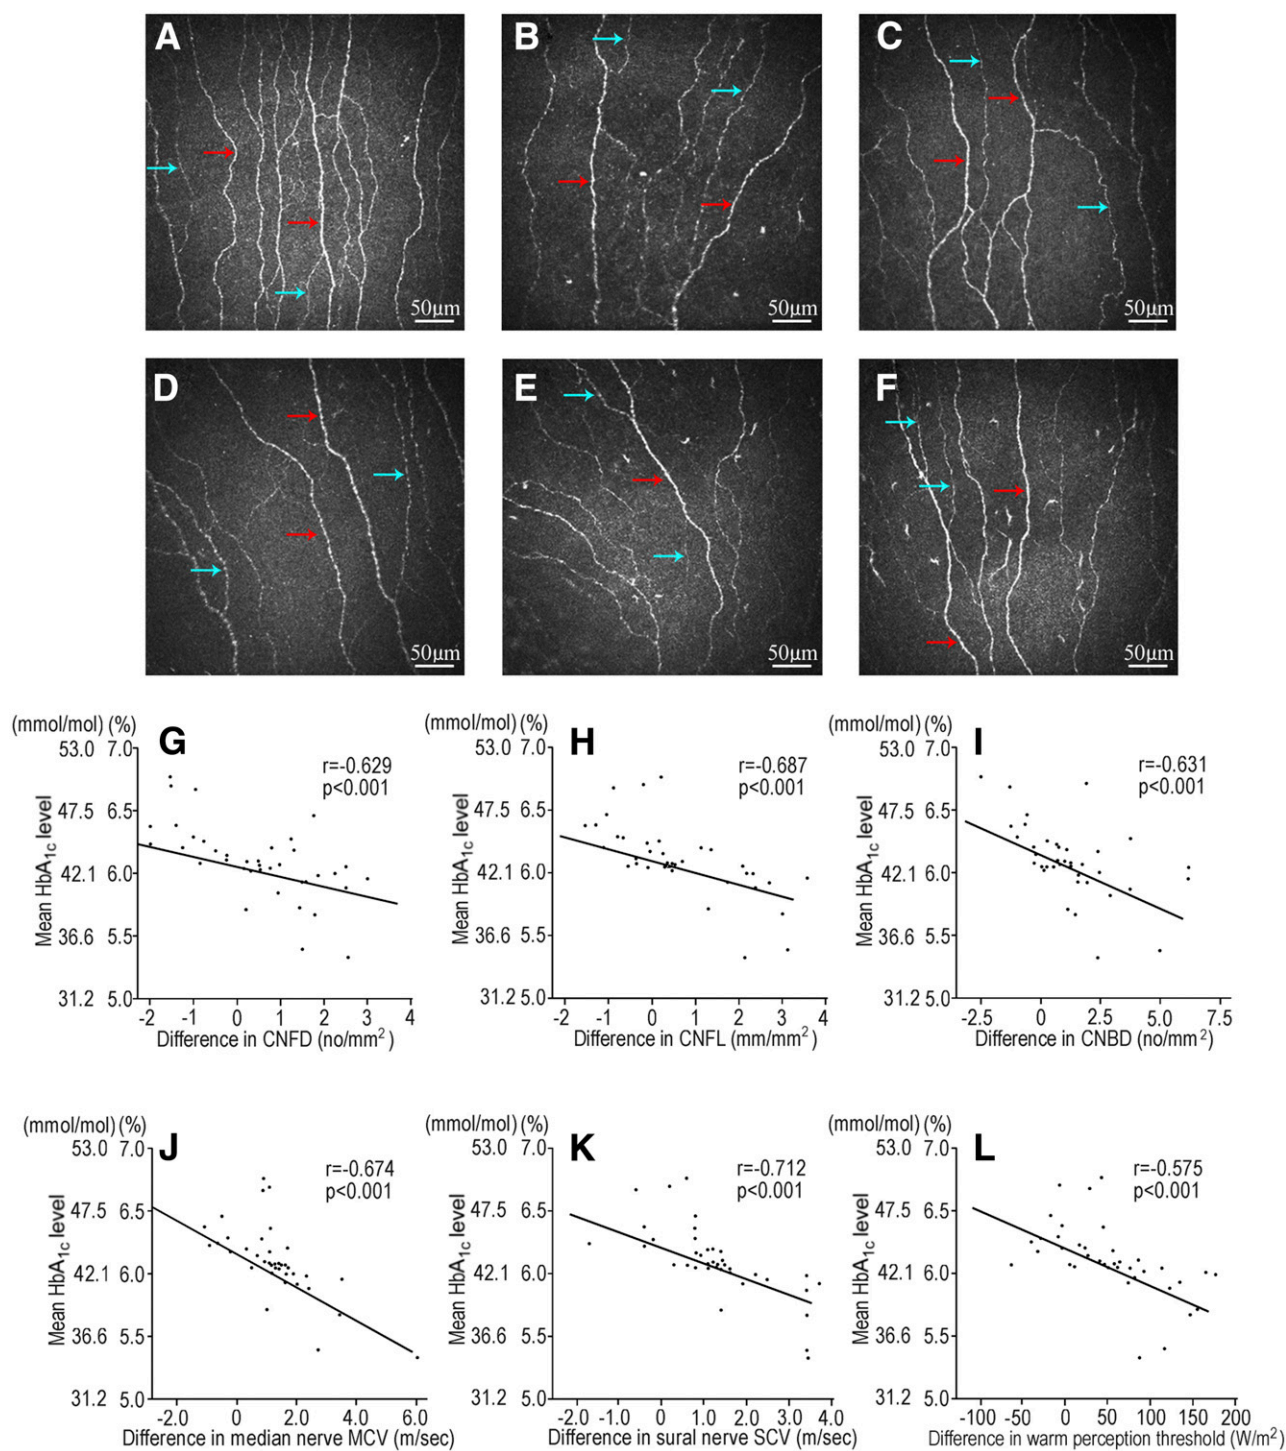 A B C
50µm 50µm 50µm
D E F
50µm 50µm 50µm
(mmol/mol) (%) G
53.0 7.0
r=-0.629
p<0.001
47.5 6.5
42.1 6.0
36.6 5.5
31.2 5.0
Mean HbA1c level
-2 -1 0 1 2 3 4
Difference in CNFD (no/mm²)
(mmol/mol) (%) H
53.0 7.0
r=-0.687
p<0.001
47.5 6.5
42.1 6.0
36.6 5.5
31.2 5.0
Mean HbA1c level
-2 -1 0 1 2 3 4
Difference in CNFL (mm/mm²)
(mmol/mol) (%) I
53.0 7.0
r=-0.631
p<0.001
47.5 6.5
42.1 6.0
36.6 5.5
31.2 5.0
Mean HbA1c level
-2.5 0 2.5 5.0 7.5
Difference in CNBD (no/mm²)
(mmol/mol) (%) J
53.0 7.0
r=-0.674
p<0.001
47.5 6.5
42.1 6.0
36.6 5.5
31.2 5.0
Mean HbA1c level
-2.0 0 2.0 4.0 6.0
Difference in median nerve MCV (m/sec)
(mmol/mol) (%) K
53.0 7.0
r=-0.712
p<0.001
47.5 6.5
42.1 6.0
36.6 5.5
31.2 5.0
Mean HbA1c level
-2.0 -1.0 0 1.0 2.0 3.0 4.0
Difference in sural nerve SCV (m/sec)
(mmol/mol) (%) L
53.0 7.0
r=-0.575
p<0.001
47.5 6.5
42.1 6.0
36.6 5.5
31.2 5.0
Mean HbA1c level
-100 -50 0 50 100 150 200
Difference in warm perception threshold (W/m²)